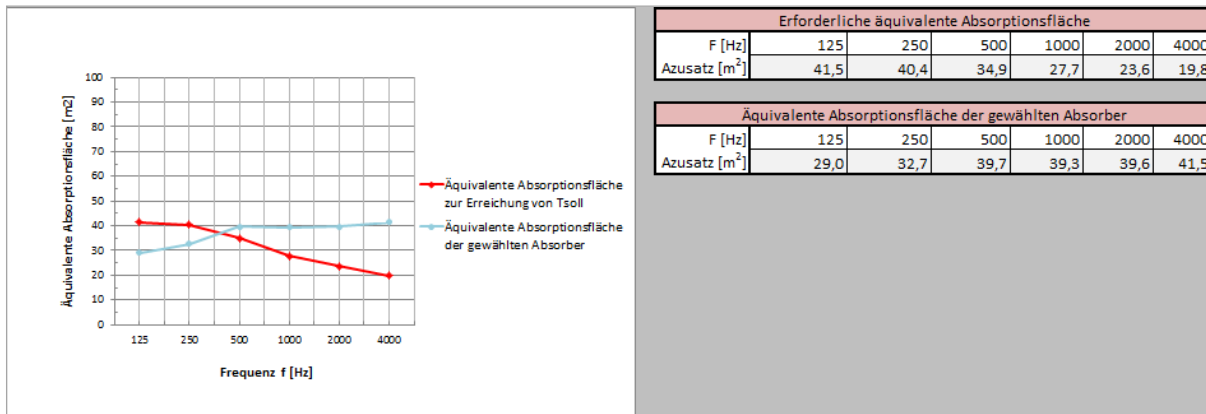 100
90
80
70
60
50
40
30
20
10
0
Äquivalente Absorptionsfläche [m2]
125 250 500 1000 2000 4000
Frequenz f [Hz]
Äquivalente Absorptionsfläche
zur Erreichung von Tsoll
Äquivalente Absorptionsfläche
der gewählten Absorber
Erforderliche äquivalente Absorptionsfläche
F [Hz] 125 250 500 1000 2000 4000
Azusatz [m²] 41,5 40,4 34,9 27,7 23,6 19,8
Äquivalente Absorptionsfläche der gewählten Absorber
F [Hz] 125 250 500 1000 2000 4000
Azusatz [m²] 29,0 32,7 39,7 39,3 39,6 41,5